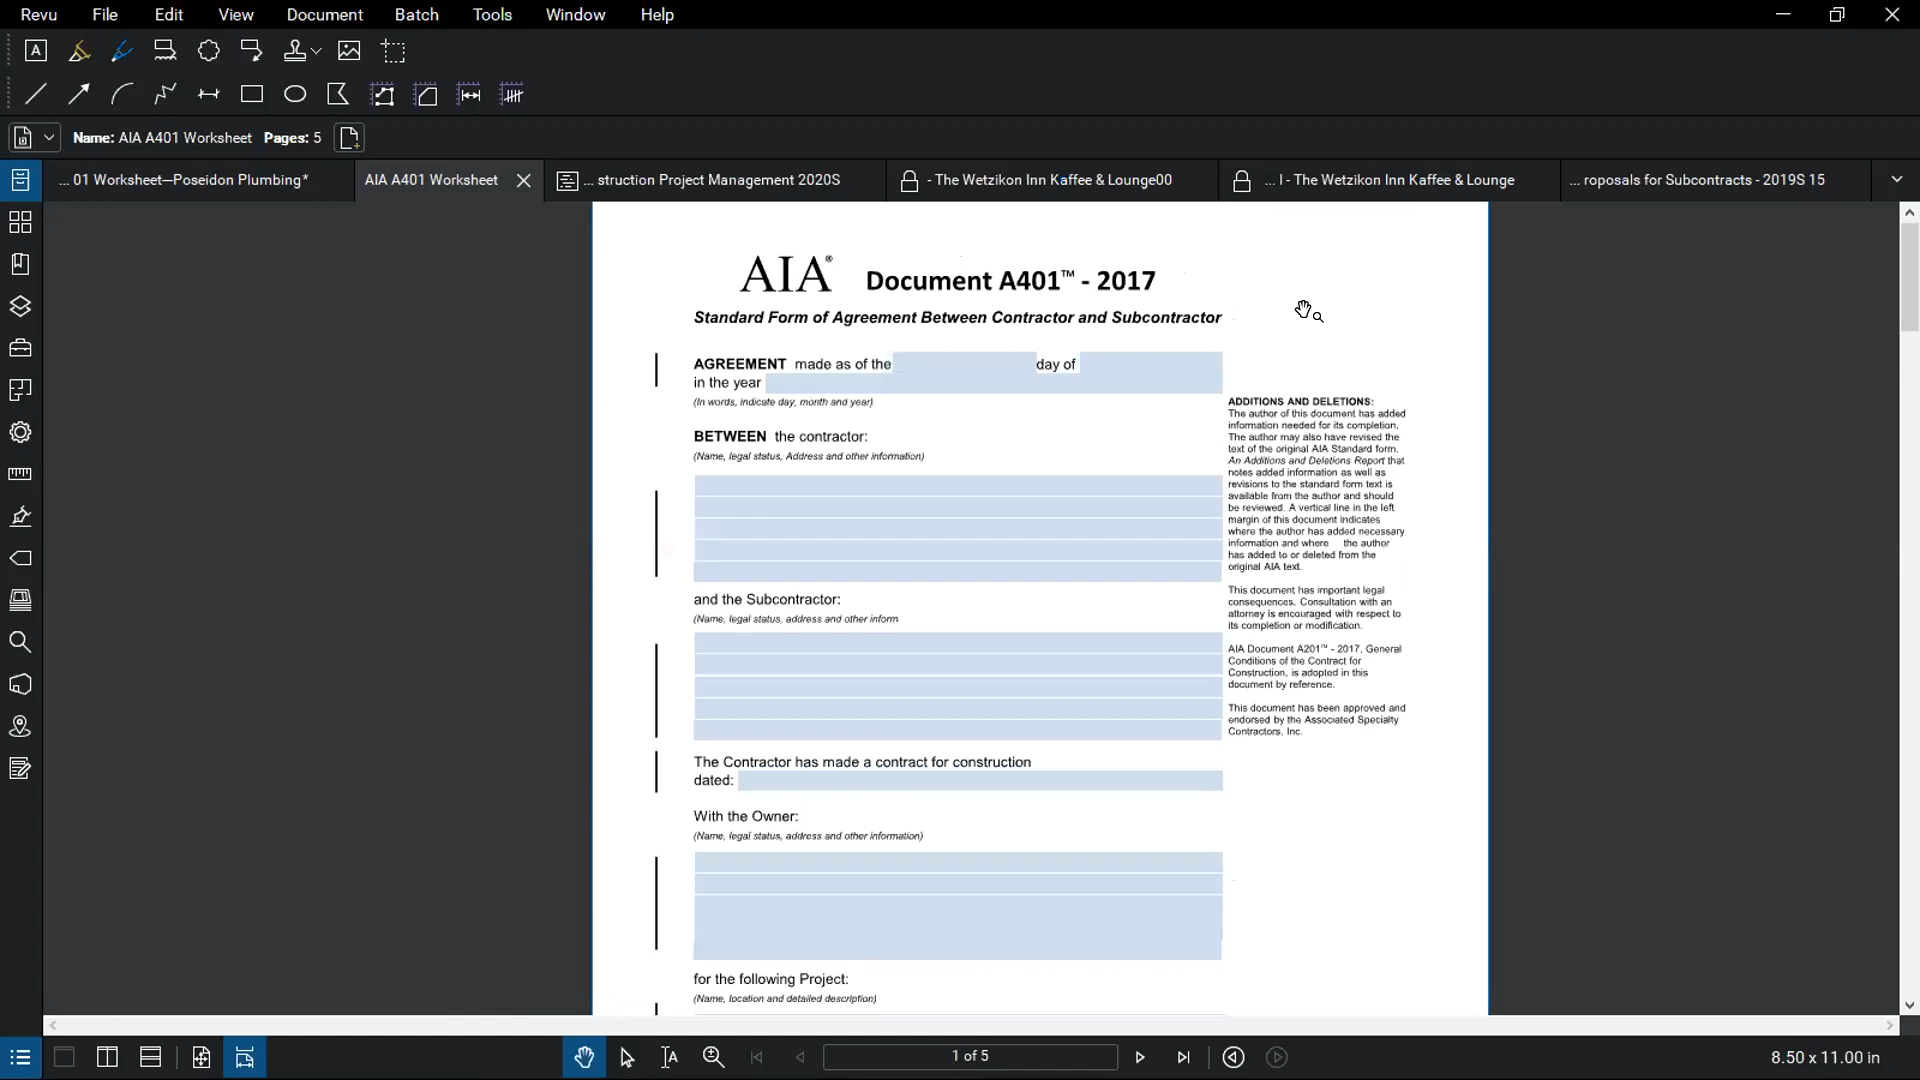 Revu File Edit View Document Batch Tools Window Help
Name: AIA A401 Worksheet Pages: 5
... 01 Worksheet—Poseidon Plumbing* AIA A401 Worksheet ... struction Project Management 2020S - The Wetzikon Inn Kaffee & Lounge00 ... l - The Wetzikon Inn Kaffee & Lounge ... roposals for Subcontracts - 2019S 15
AIA® Document A401™ - 2017
Standard Form of Agreement Between Contractor and Subcontractor
AGREEMENT made as of the day of
in the year
(In words, indicate day, month and year)
BETWEEN the contractor:
(Name, legal status, Address and other information)
and the Subcontractor:
(Name, legal status, address and other inform
The Contractor has made a contract for construction
dated:
With the Owner:
(Name, legal status, address and other information)
for the following Project:
(Name, location and detailed description)
ADDITIONS AND DELETIONS:
The author of this document has added
information needed for its completion.
The author may also have revised the
text of the original AIA Standard form.
An Additions and Deletions Report that
notes added information as well as
revisions to the standard form text is
available from the author and should
be reviewed. A vertical line in the left
margin of this document indicates
where the author has added necessary
information and where the author
has added to or deleted from the
original AIA text.
This document has important legal
consequences. Consultation with an
attorney is encouraged with respect to
its completion or modification.
AIA Document A201™ - 2017, General
Conditions of the Contract for
Construction, is adopted in this
document by reference.
This document has been approved and
endorsed by the Associated Specialty
Contractors, Inc.
1 of 5
8.50 x 11.00 in